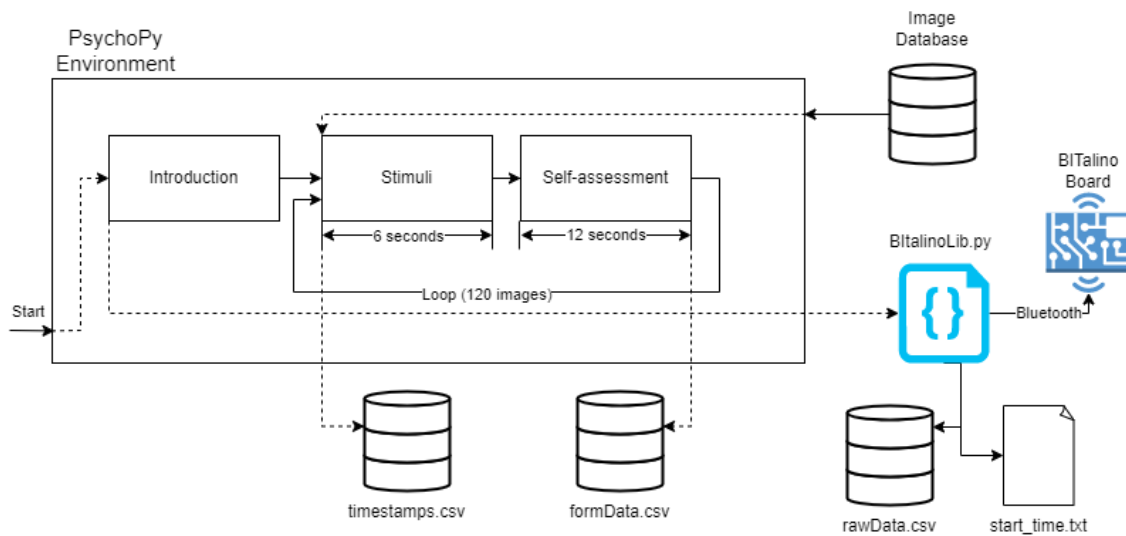 PsychoPy
Environment
Image
Database
Introduction
Stimuli
Self-assessment
BITalino
Board
6 seconds
12 seconds
BItalinoLib.py
Loop (120 images)
Start
{ }
Bluetooth
timestamps.csv
formData.csv
rawData.csv
start_time.txt